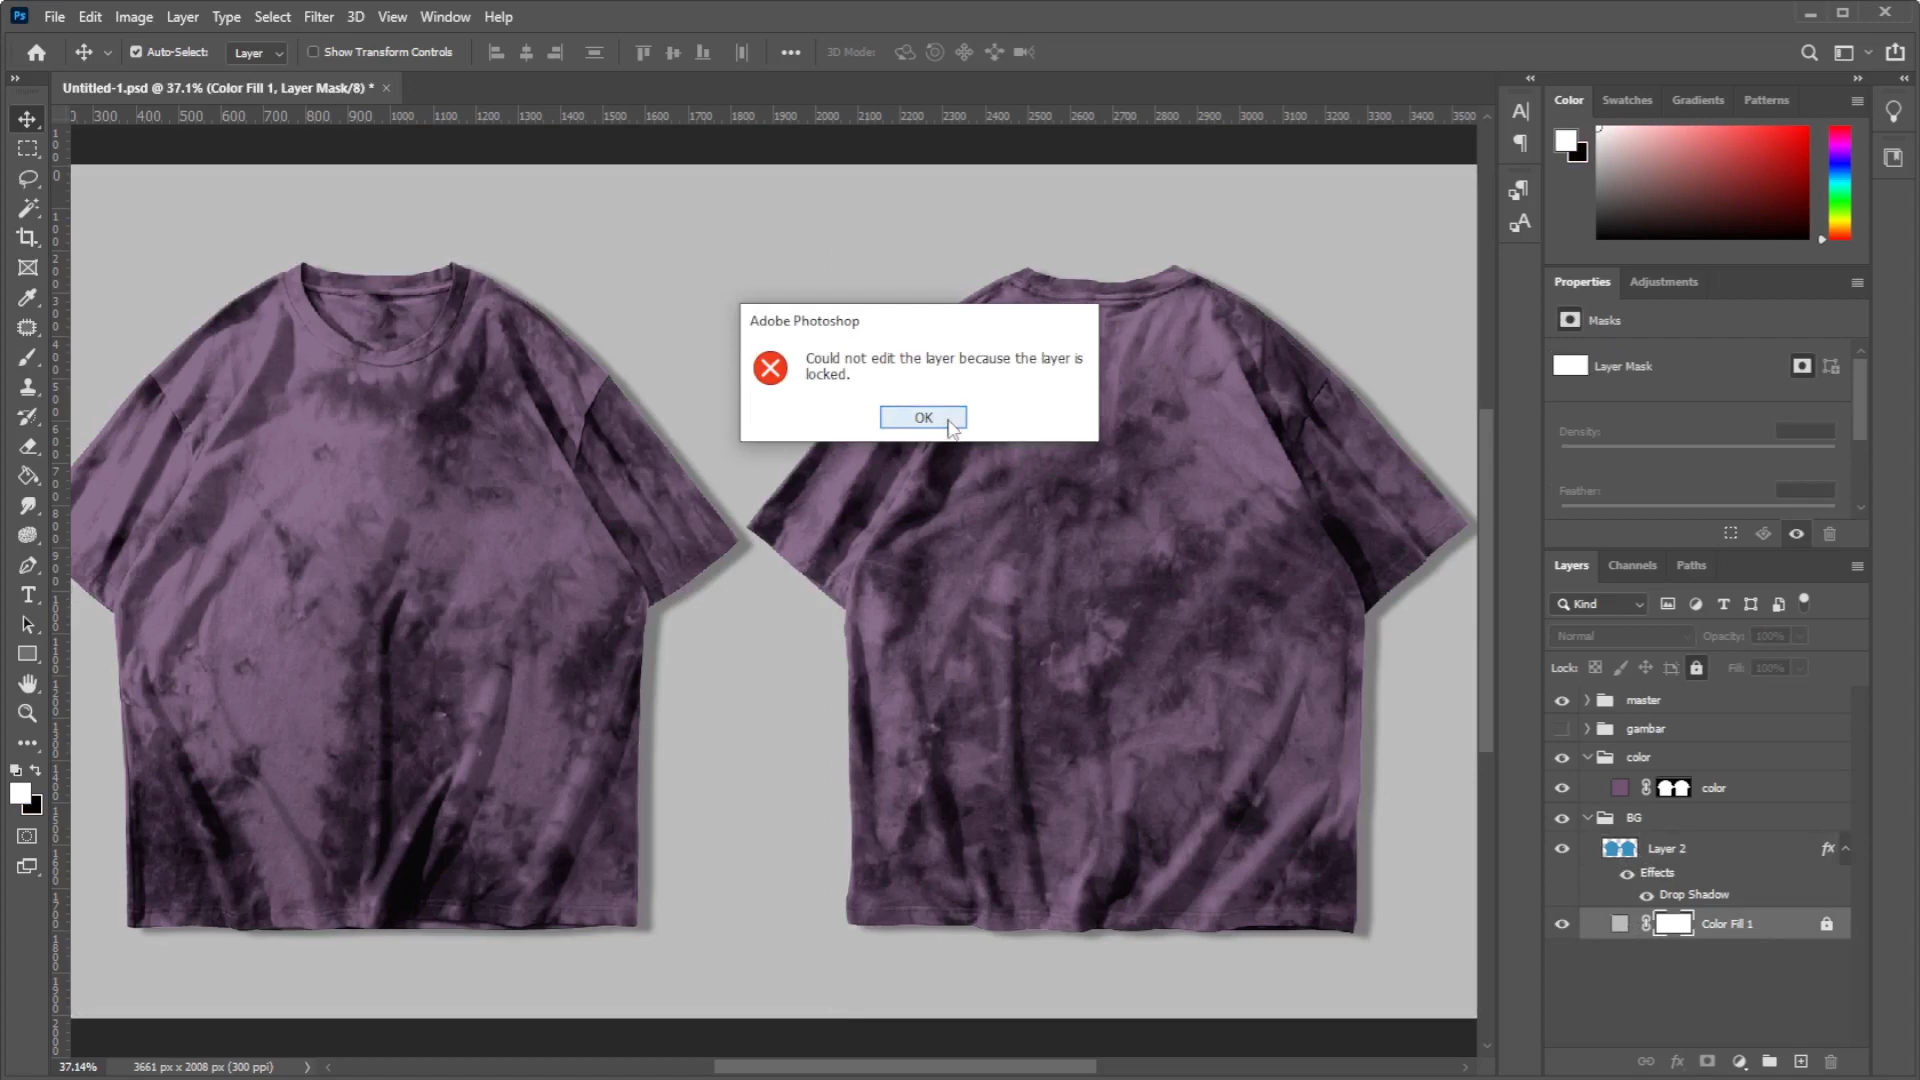 Ps File Edit Image Layer Type Select Filter 3D View Window Help
Auto-Select: Layer Show Transform Controls 3D Mode:
Untitled-1.psd @ 37.1% (Color Fill 1, Layer Mask/8) * ×
300 400 500 600 700 800 900 1000 1100 1200 1300 1400 1500 1600 1700 1800 1900 2000 2100 2200 2300 2400 2500 2600 2700 2800 2900 3000 3100 3200 3300 3400 3500
Color Swatches Gradients Patterns
Properties Adjustments
Masks
Layer Mask
Density:
Feather:
Adobe Photoshop
Could not edit the layer because the layer is
locked.
OK
Layers Channels Paths
Kind
Normal Opacity: 100%
Lock: Fill: 100%
master
gambar
color
color
BG
Layer 2 fx
Effects
Drop Shadow
Color Fill 1
37.14% 3661 px x 2008 px (300 ppi)